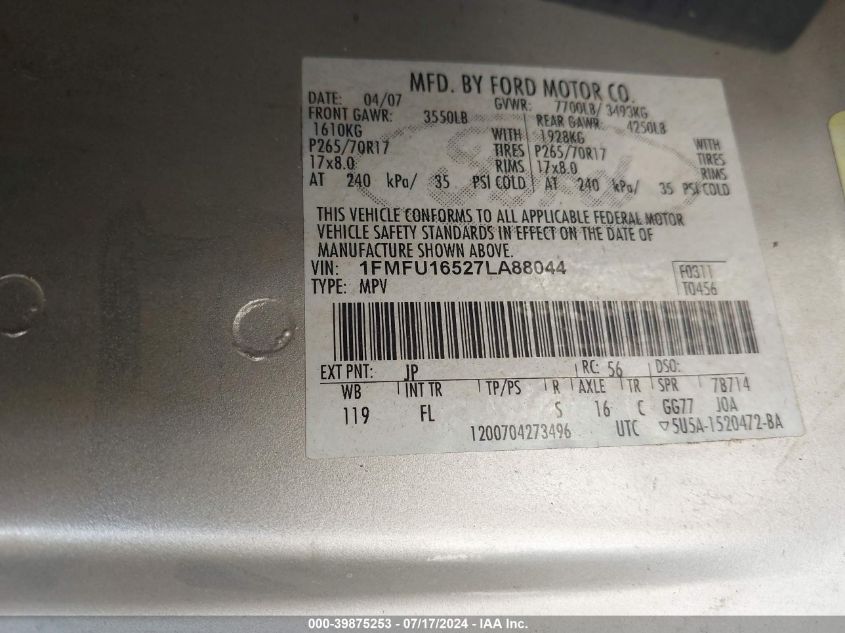 MFD. BY FORD MOTOR CO.
DATE: 04/07 GVWR: 7700LB/ 3493KG
FRONT GAWR: 3550LB REAR GAWR: 4250LB
1610KG WITH 1928KG WITH
P265/70R17 TIRES P265/70R17 TIRES
17x8.0 RIMS 17x8.0 RIMS
AT 240 kPa/ 35 PSI COLD AT 240 kPa/ 35 PSI COLD
Ford
THIS VEHICLE CONFORMS TO ALL APPLICABLE FEDERAL MOTOR
VEHICLE SAFETY STANDARDS IN EFFECT ON THE DATE OF
MANUFACTURE SHOWN ABOVE.
VIN: 1FMFU16527LA88044 F0311
TYPE: MPV T0456
EXT PNT: JP RC: 56 DSO:
WB INT TR TP/PS R AXLE TR SPR 78714
119 FL S 16 C GG77 JOA
1200704273496 UTC ▽5U5A-1520472-BA
000-39875253 - 07/17/2024 - IAA Inc.